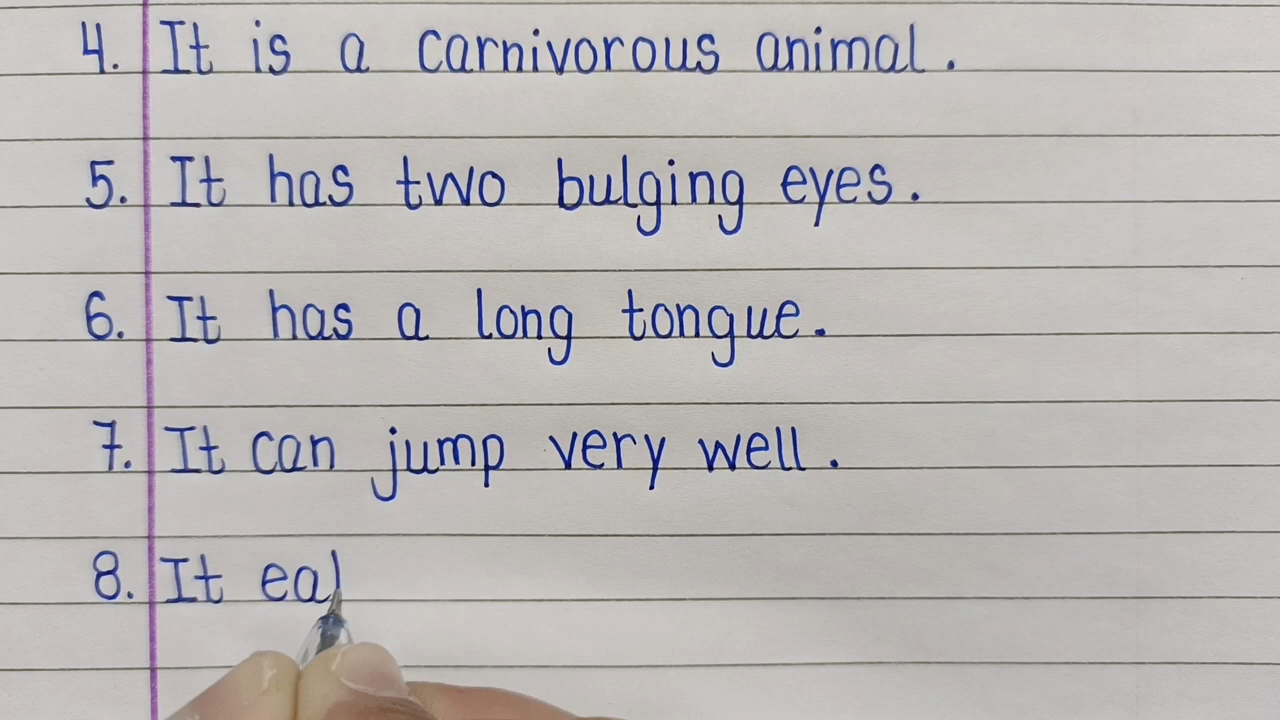 4. It is a carnivorous animal.
5. It has two bulging eyes.
6. It has a long tongue.
7. It can jump very well.
8. It